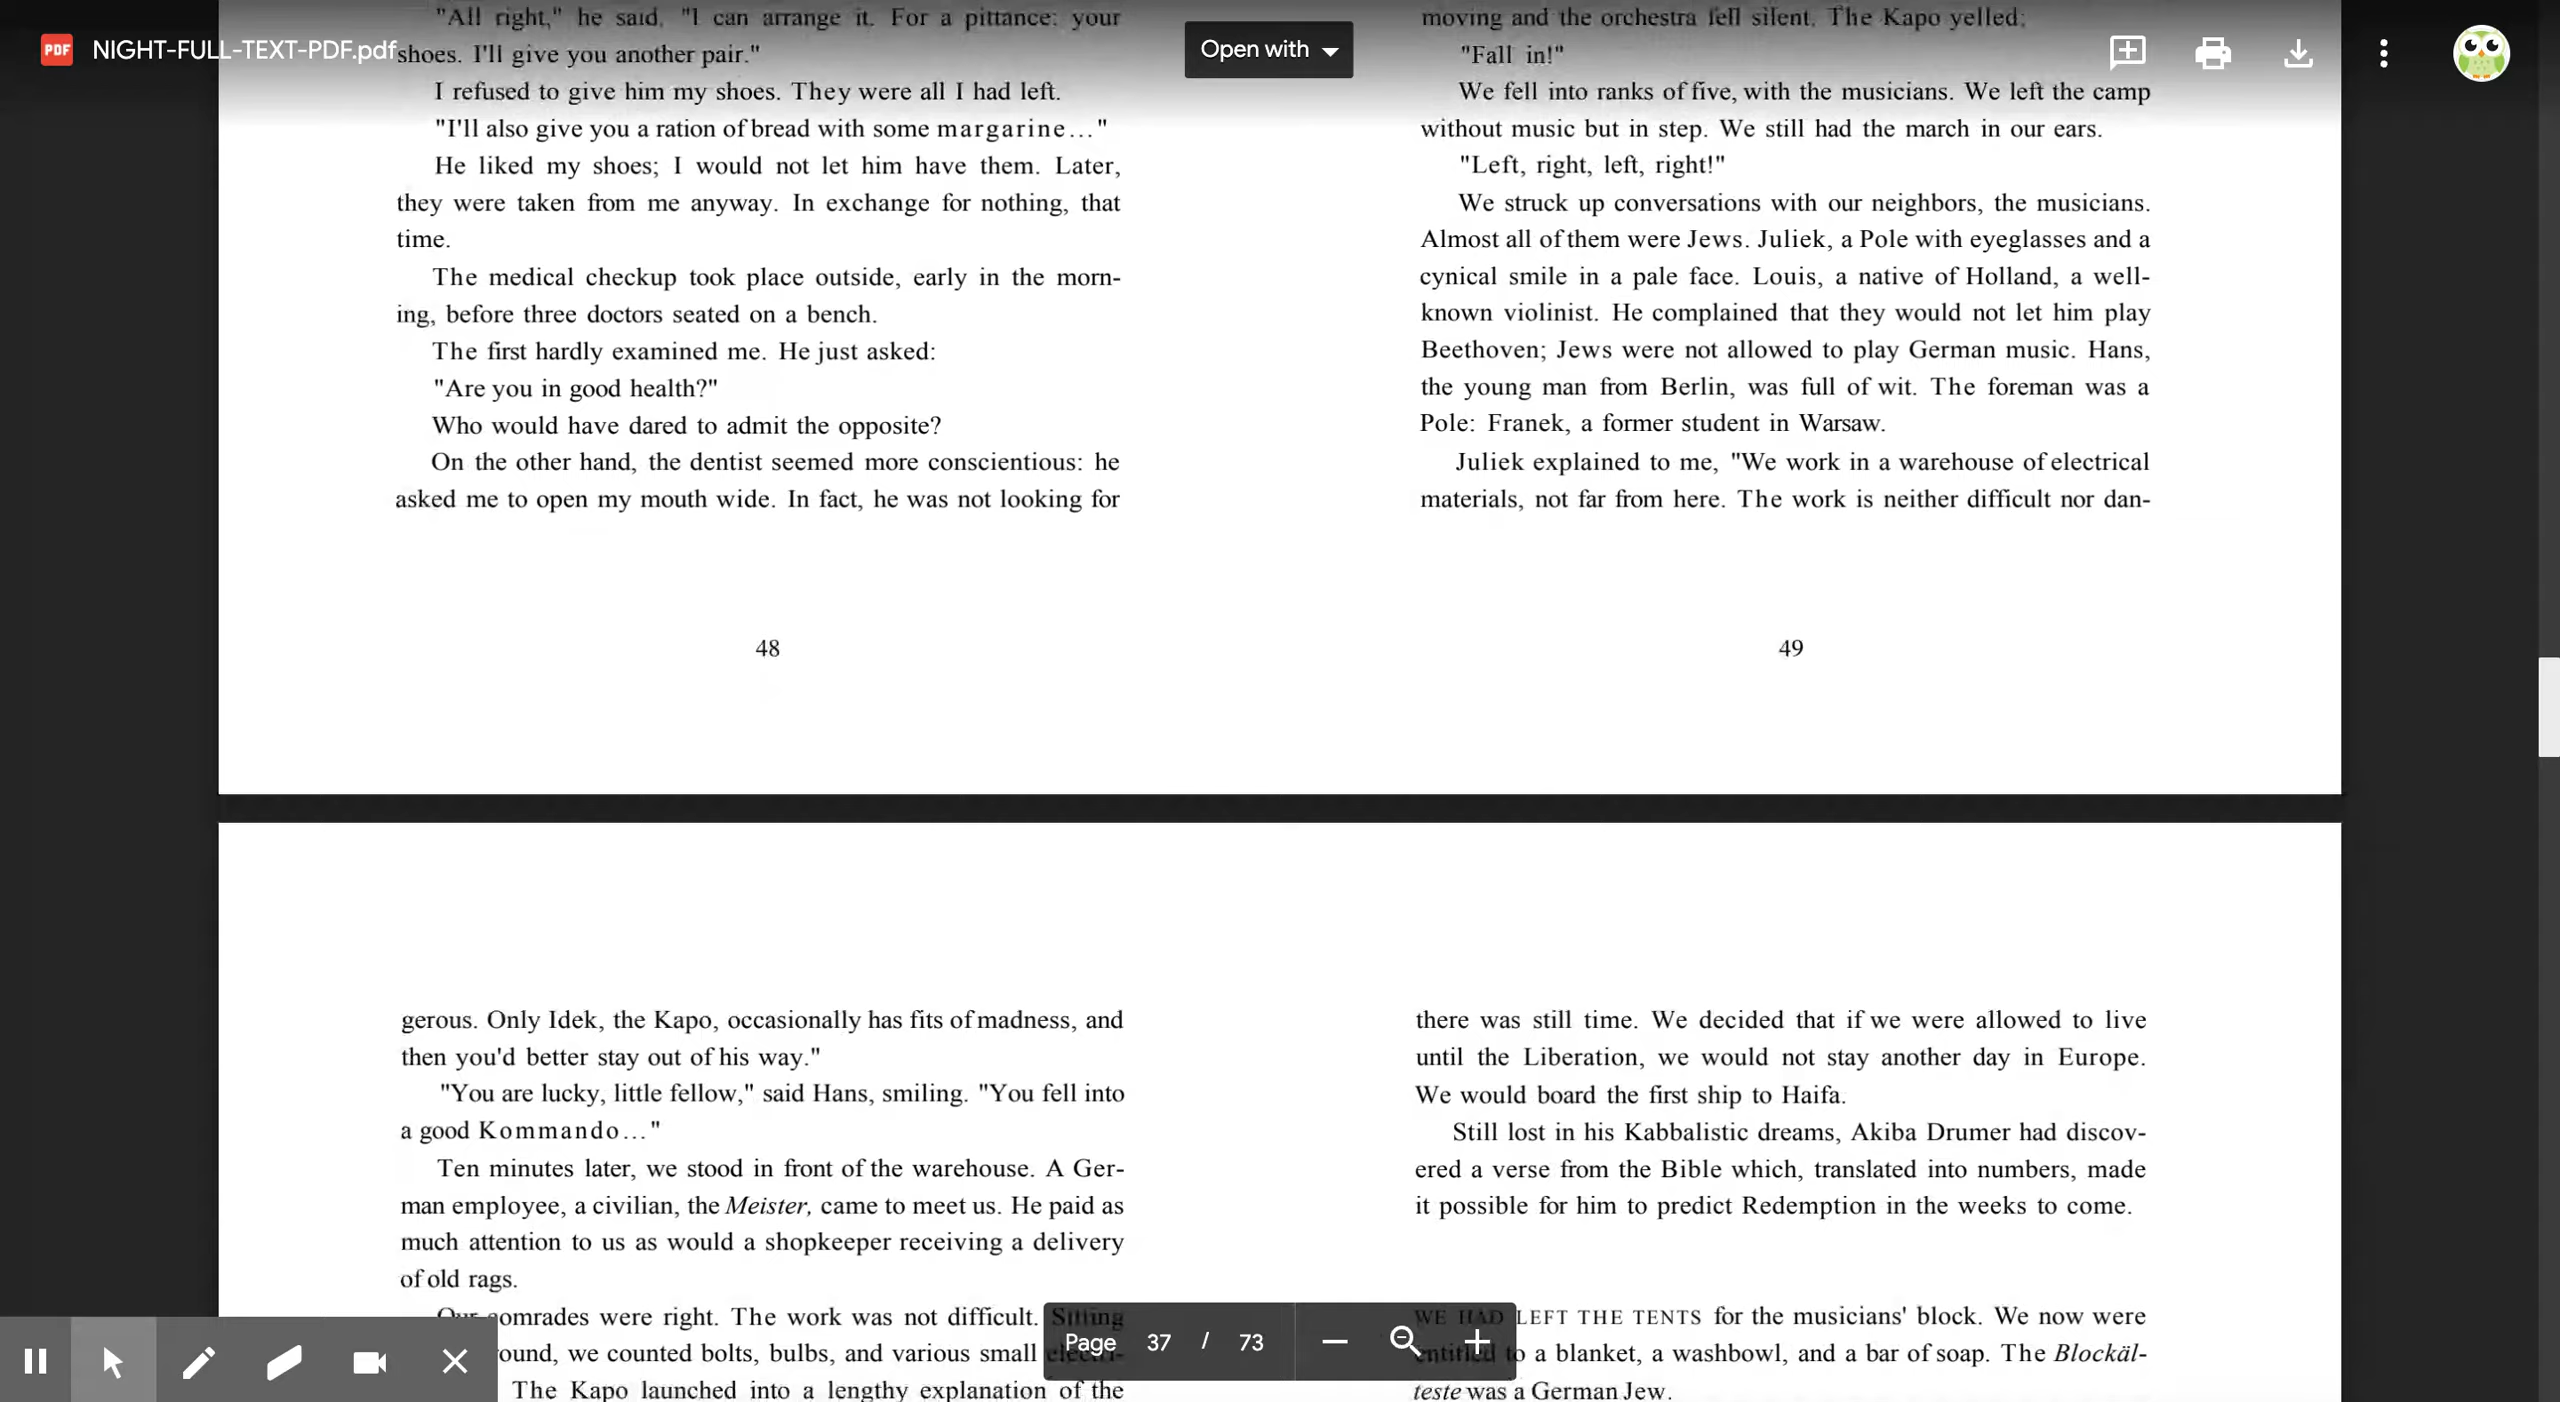 NIGHT-FULL-TEXT-PDF.pdf
Open with
"All right," he said, "I can arrange it. For a pittance: your
shoes. I'll give you another pair."
I refused to give him my shoes. They were all I had left.
"I'll also give you a ration of bread with some margarine..."
He liked my shoes; I would not let him have them. Later,
they were taken from me anyway. In exchange for nothing, that
time.
The medical checkup took place outside, early in the morn-
ing, before three doctors seated on a bench.
The first hardly examined me. He just asked:
"Are you in good health?"
Who would have dared to admit the opposite?
On the other hand, the dentist seemed more conscientious: he
asked me to open my mouth wide. In fact, he was not looking for
48
moving and the orchestra fell silent. The Kapo yelled:
"Fall in!"
We fell into ranks of five, with the musicians. We left the camp
without music but in step. We still had the march in our ears.
"Left, right, left, right!"
We struck up conversations with our neighbors, the musicians.
Almost all of them were Jews. Juliek, a Pole with eyeglasses and a
cynical smile in a pale face. Louis, a native of Holland, a well-
known violinist. He complained that they would not let him play
Beethoven; Jews were not allowed to play German music. Hans,
the young man from Berlin, was full of wit. The foreman was a
Pole: Franek, a former student in Warsaw.
Juliek explained to me, "We work in a warehouse of electrical
materials, not far from here. The work is neither difficult nor dan-
49
gerous. Only Idek, the Kapo, occasionally has fits of madness, and
then you'd better stay out of his way."
"You are lucky, little fellow," said Hans, smiling. "You fell into
a good Kommando..."
Ten minutes later, we stood in front of the warehouse. A Ger-
man employee, a civilian, the Meister, came to meet us. He paid as
much attention to us as would a shopkeeper receiving a delivery
of old rags.
Our comrades were right. The work was not difficult. Sitting
ound, we counted bolts, bulbs, and various small electri-
The Kapo launched into a lengthy explanation of the
there was still time. We decided that if we were allowed to live
until the Liberation, we would not stay another day in Europe.
We would board the first ship to Haifa.
Still lost in his Kabbalistic dreams, Akiba Drumer had discov-
ered a verse from the Bible which, translated into numbers, made
it possible for him to predict Redemption in the weeks to come.
WE HAD LEFT THE TENTS for the musicians' block. We now were
entitled to a blanket, a washbowl, and a bar of soap. The Blockäl-
teste was a German Jew.
Page 37 / 73
PDF